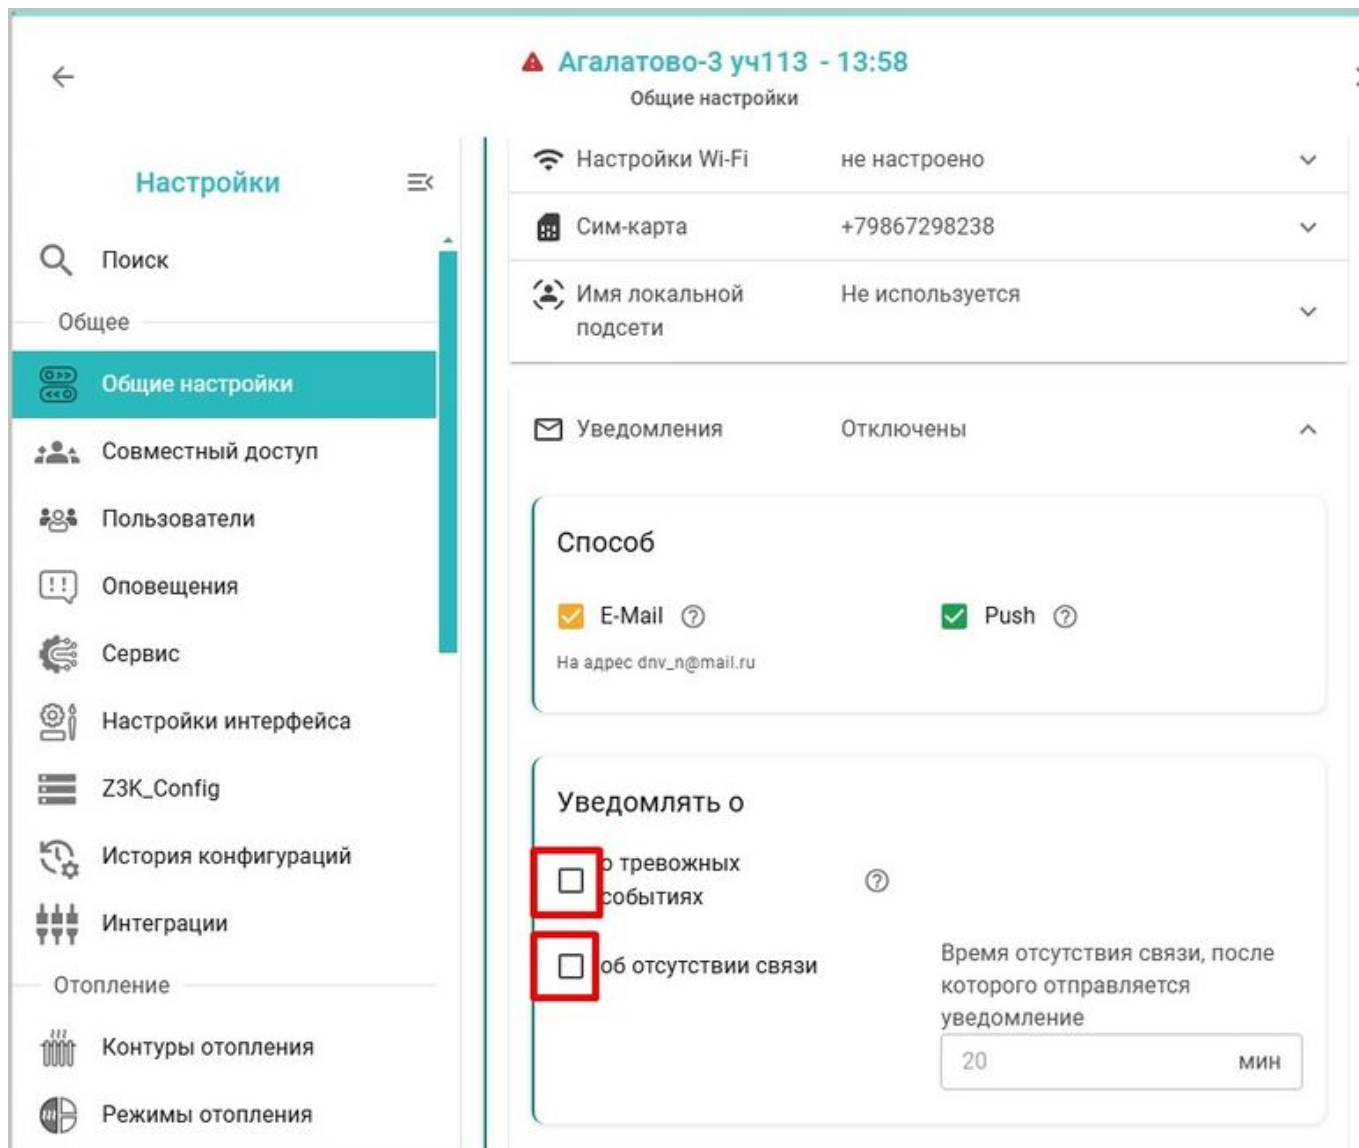 Агалатово-3 уч113 - 13:58
Общие настройки
Настройки
Поиск
Общее
Общие настройки
Совместный доступ
Пользователи
Оповещения
Сервис
Настройки интерфейса
Z3K_Config
История конфигураций
Интеграции
Отопление
Контуры отопления
Режимы отопления
Настройки Wi-Fi не настроено
Сим-карта +79867298238
Имя локальной Не используется
подсети
Уведомления Отключены
Способ
E-Mail Push
На адрес dnv_n@mail.ru
Уведомлять о
о тревожных
событиях
об отсутствии связи
Время отсутствия связи, после
которого отправляется
уведомление
20 мин